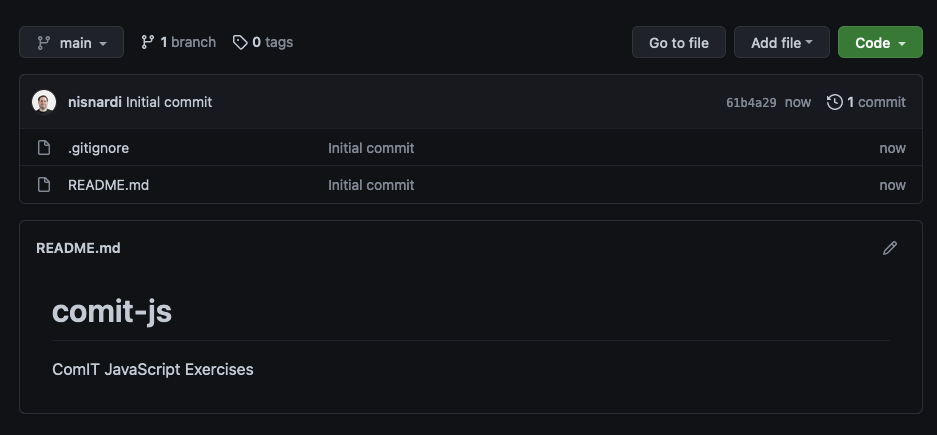 main 1 branch 0 tags Go to file Add file Code
nisnardi Initial commit 61b4a29 now 1 commit
.gitignore Initial commit now
README.md Initial commit now
README.md
comit-js
ComIT JavaScript Exercises